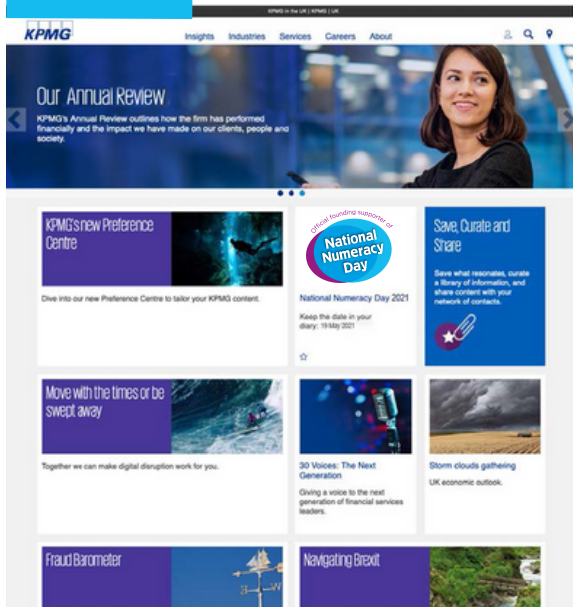 KPMG in the UK | KPMG | UK
KPMG
Insights Industries Services Careers About
Our Annual Review
KPMG's Annual Review outlines how the firm has performed
financially and the impact we have made on our clients, people and
society.
KPMG's new Preference
Centre
Dive into our new Preference Centre to tailor your KPMG content.
Official founding supporter of
National
Numeracy
Day
National Numeracy Day 2021
Keep the date in your
diary: 19 May 2021
Save, Curate and
Share
Save what resonates, curate
a library of information, and
share content with your
network of contacts.
Move with the times or be
swept away
Together we can make digital disruption work for you.
30 Voices: The Next
Generation
Giving a voice to the next
generation of financial services
leaders.
Storm clouds gathering
UK economic outlook.
Fraud Barometer
Navigating Brexit